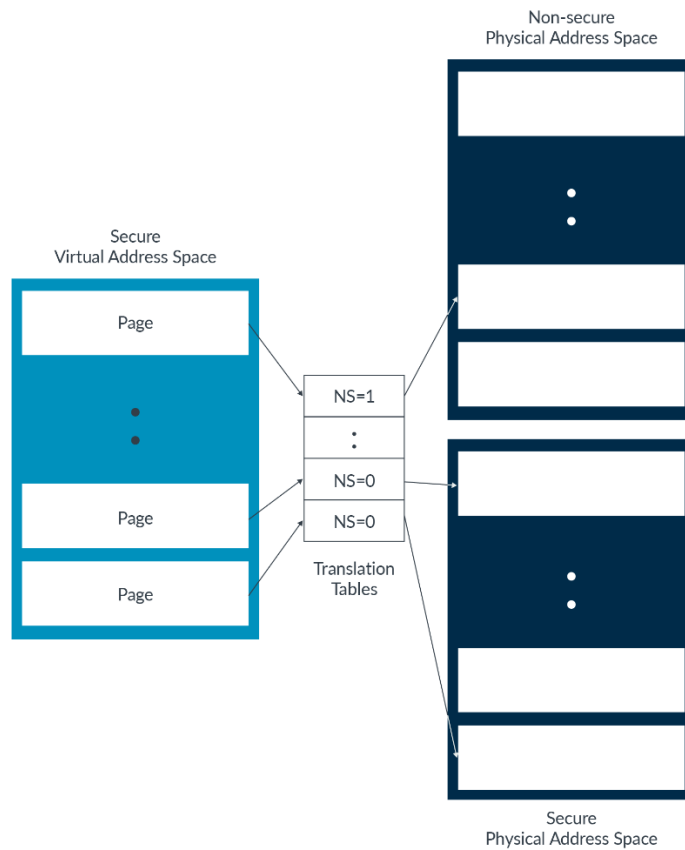 Non-secure
Physical Address Space
Secure
Virtual Address Space
Page
Page
Page
NS=1
NS=0
NS=0
Translation
Tables
Secure
Physical Address Space